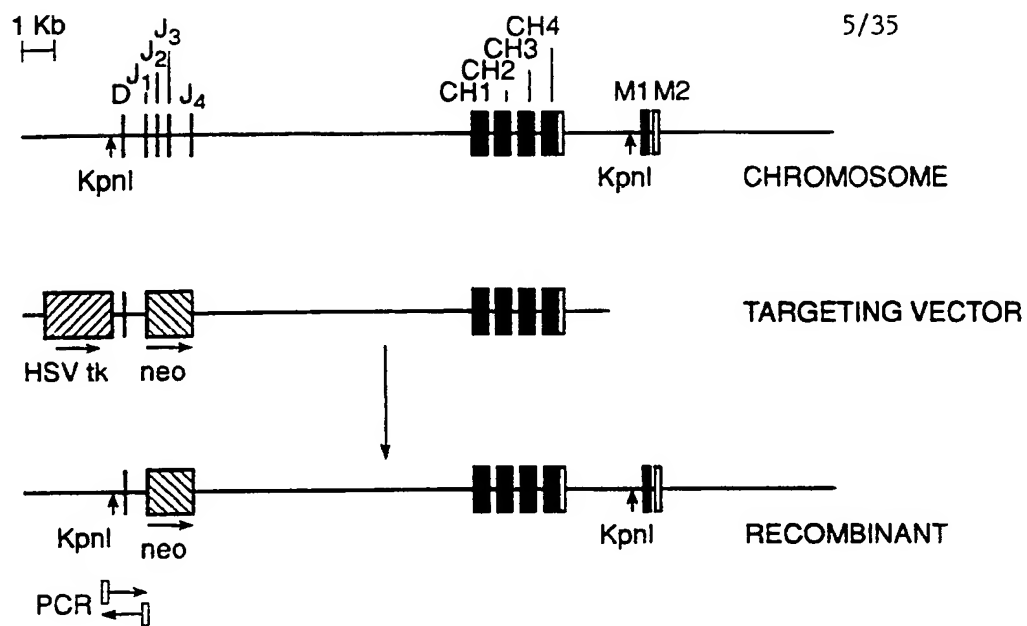 1 Kb
5/35
D J1 J2 J3 J4
CH1 CH2 CH3 CH4
M1 M2
KpnI
KpnI
CHROMOSOME
TARGETING VECTOR
HSV tk
neo
KpnI
neo
KpnI
RECOMBINANT
PCR